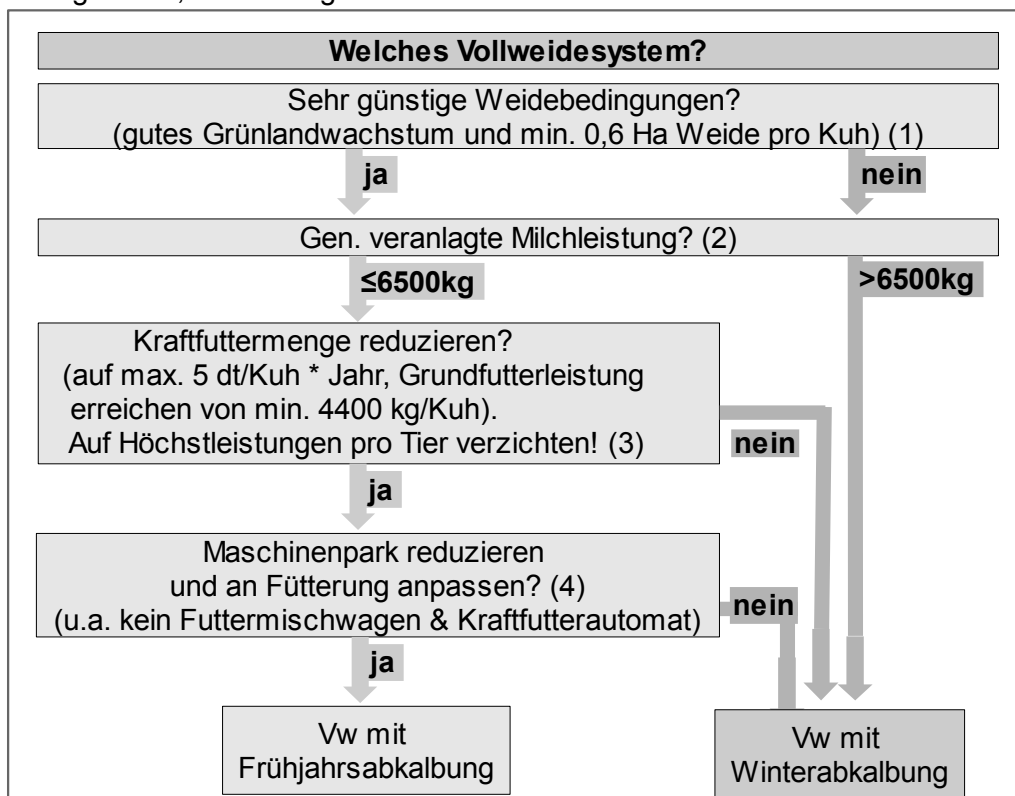 Welches Vollweidesystem?
Sehr günstige Weidebedingungen?
(gutes Grünlandwachstum und min. 0,6 Ha Weide pro Kuh) (1)
ja
nein
Gen. veranlagte Milchleistung? (2)
≤6500kg
>6500kg
Kraftfuttermenge reduzieren?
(auf max. 5 dt/Kuh * Jahr, Grundfutterleistung
erreichen von min. 4400 kg/Kuh).
Auf Höchstleistungen pro Tier verzichten! (3)
nein
ja
Maschinenpark reduzieren
und an Fütterung anpassen? (4)
(u.a. kein Futtermischwagen & Kraftfutterautomat)
nein
ja
Vw mit
Frühjahrsabkalbung
Vw mit
Winterabkalbung